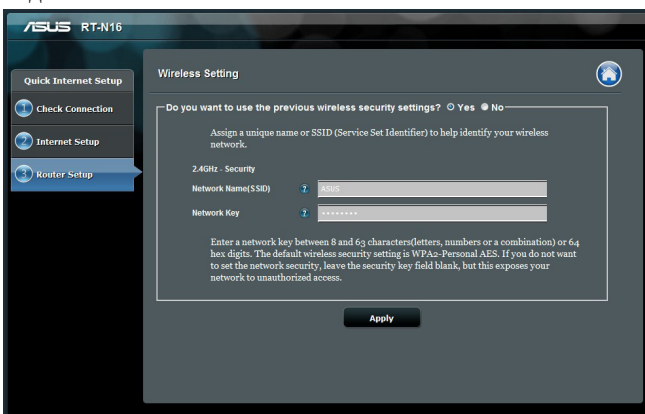 ASUS RT-N16
Quick Internet Setup
1 Check Connection
2 Internet Setup
3 Router Setup
Wireless Setting
Do you want to use the previous wireless security settings? Yes No
Assign a unique name or SSID (Service Set Identifier) to help identify your wireless
network.
2.4GHz - Security
Network Name(SSID) ? ASUS
Network Key ? ••••••••
Enter a network key between 8 and 63 characters(letters, numbers or a combination) or 64
hex digits. The default wireless security setting is WPA2-Personal AES. If you do not want
to set the network security, leave the security key field blank, but this exposes your
network to unauthorized access.
Apply